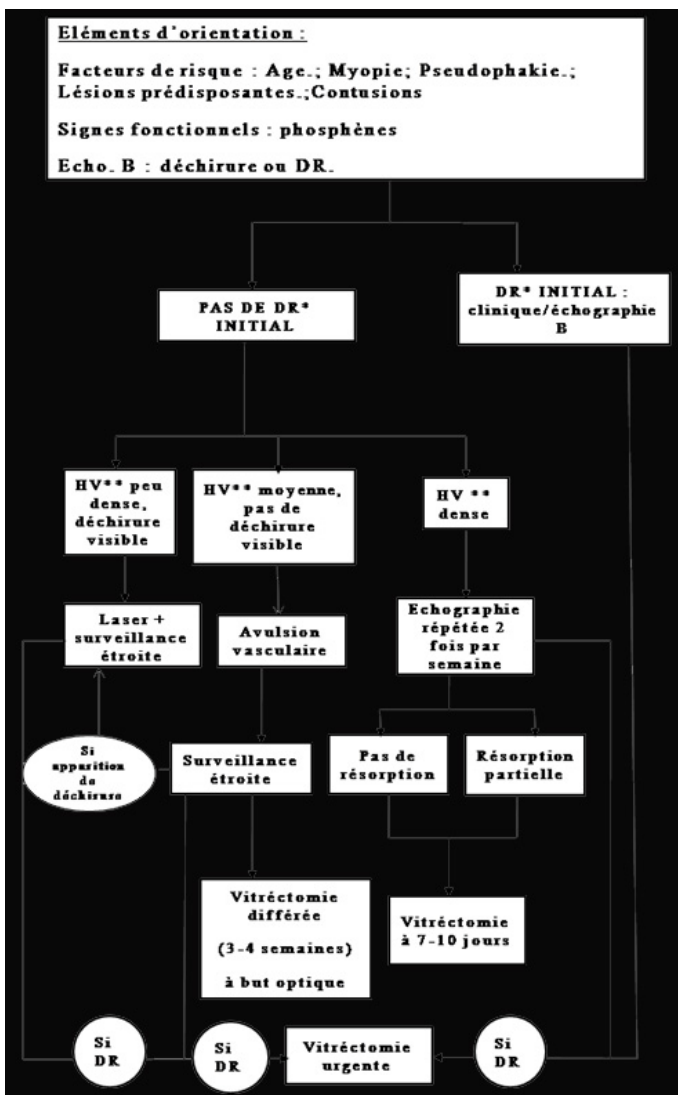 Eléments d'orientation :
Facteurs de risque : Age.; Myopie; Pseudophakie.;
Lésions prédisposantes.;Contusions
Signes fonctionnels : phosphènes
Echo. B : déchirure ou DR.
PAS DE DR*
INITIAL
DR* INITIAL :
clinique/échographie
B
HV** peu
dense,
déchirure
visible
HV** moyenne,
pas de
déchirure
visible
HV **
dense
Laser +
surveillance
étroite
Avulsion
vasculaire
Echographie
répétée 2
fois par
semaine
Si
apparition
de
déchirure
Surveillance
étroite
Pas de
résorption
Résorption
partielle
Vitréctomie
différée
(3-4 semaines)
à but optique
Vitréctomie
à 7-10 jours
Si
DR
Si
DR
Vitréctomie
urgente
Si
DR